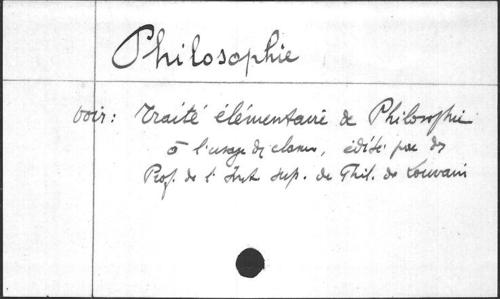 Philosophie
voir: Traité élémentaire de Philosophie
à l'usage des classes, édité par des
Prof. de l'Inst. sup. de Phil. de Louvain